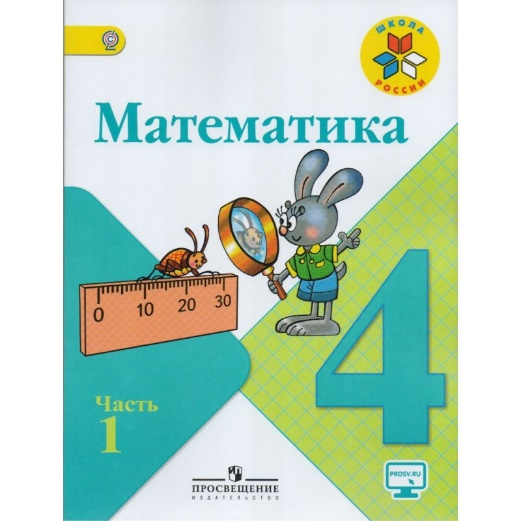 ШКОЛА
РОССИИ
Математика
0 10 20 30
4
Часть
1
ПРОСВЕЩЕНИЕ
ИЗДАТЕЛЬСТВО
PROSV.RU